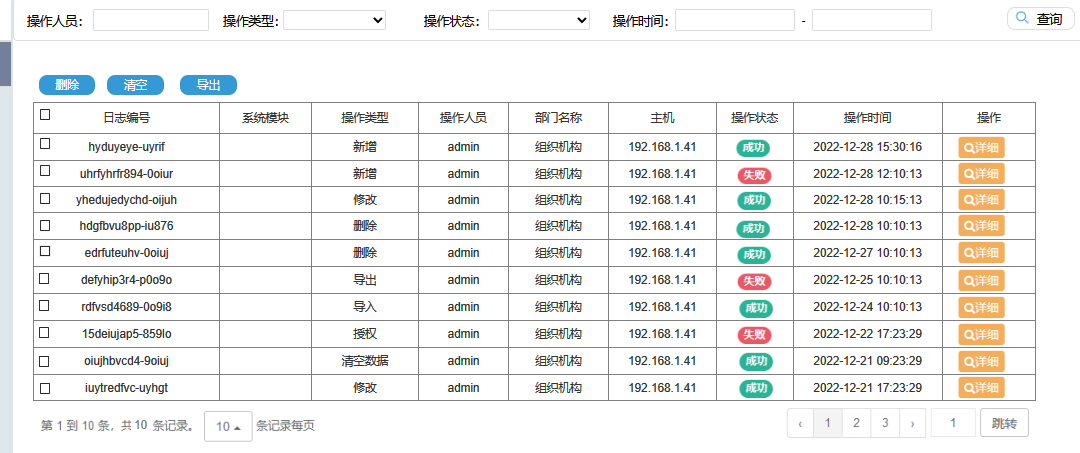 操作人员： 操作类型： 操作状态： 操作时间： - 查询
删除 清空 导出
日志编号 系统模块 操作类型 操作人员 部门名称 主机 操作状态 操作时间 操作
hyduyeye-uyrif 新增 admin 组织机构 192.168.1.41 成功 2022-12-28 15:30:16 详细
uhrfyhrfr894-0oiur 新增 admin 组织机构 192.168.1.41 失败 2022-12-28 12:10:13 详细
yhedujedychd-oijuh 修改 admin 组织机构 192.168.1.41 成功 2022-12-28 10:15:13 详细
hdgfbvu8pp-iu876 删除 admin 组织机构 192.168.1.41 成功 2022-12-28 10:10:13 详细
edrfuteuhv-0oiuj 删除 admin 组织机构 192.168.1.41 成功 2022-12-27 10:10:13 详细
defyhip3r4-p0o9o 导出 admin 组织机构 192.168.1.41 失败 2022-12-25 10:10:13 详细
rdfvsd4689-0o9i8 导入 admin 组织机构 192.168.1.41 成功 2022-12-24 10:10:13 详细
15deiujap5-859lo 授权 admin 组织机构 192.168.1.41 失败 2022-12-22 17:23:29 详细
oiujhbvcd4-9oiuj 清空数据 admin 组织机构 192.168.1.41 成功 2022-12-21 09:23:29 详细
iuytredfvc-uyhgt 修改 admin 组织机构 192.168.1.41 成功 2022-12-21 17:23:29 详细
第 1 到 10 条，共 10 条记录。 10 条记录每页 ‹ 1 2 3 › 1 跳转